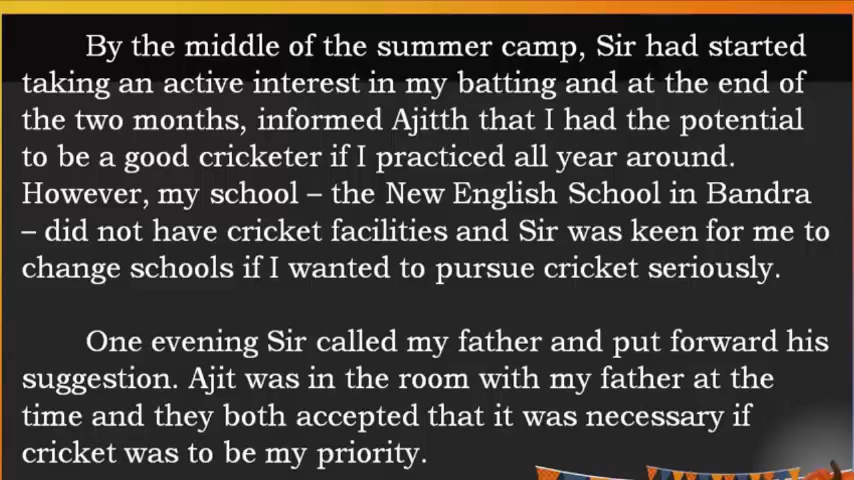 By the middle of the summer camp, Sir had started
taking an active interest in my batting and at the end of
the two months, informed Ajitth that I had the potential
to be a good cricketer if I practiced all year around.
However, my school – the New English School in Bandra
– did not have cricket facilities and Sir was keen for me to
change schools if I wanted to pursue cricket seriously.
One evening Sir called my father and put forward his
suggestion. Ajit was in the room with my father at the
time and they both accepted that it was necessary if
cricket was to be my priority.